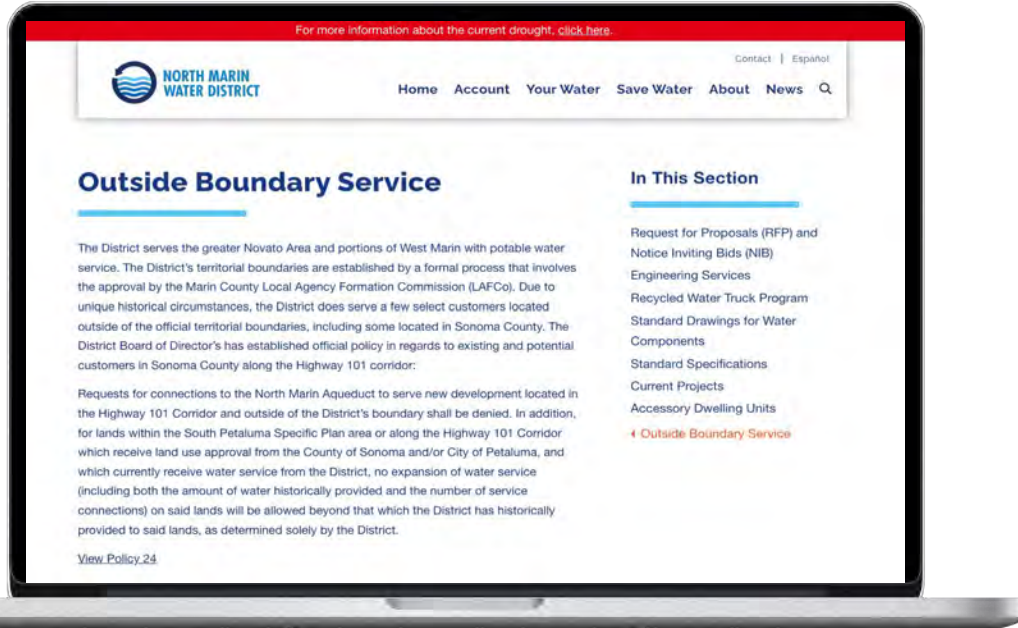 For more information about the current drought, click here.
Contact | Español
NORTH MARIN
WATER DISTRICT
Home Account Your Water Save Water About News
Outside Boundary Service
The District serves the greater Novato Area and portions of West Marin with potable water
service. The District's territorial boundaries are established by a formal process that involves
the approval by the Marin County Local Agency Formation Commission (LAFCo). Due to
unique historical circumstances, the District does serve a few select customers located
outside of the official territorial boundaries, including some located in Sonoma County. The
District Board of Director's has established official policy in regards to existing and potential
customers in Sonoma County along the Highway 101 corridor:
Requests for connections to the North Marin Aqueduct to serve new development located in
the Highway 101 Corridor and outside of the District's boundary shall be denied. In addition,
for lands within the South Petaluma Specific Plan area or along the Highway 101 Corridor
which receive land use approval from the County of Sonoma and/or City of Petaluma, and
which currently receive water service from the District, no expansion of water service
(including both the amount of water historically provided and the number of service
connections) on said lands will be allowed beyond that which the District has historically
provided to said lands, as determined solely by the District.
View Policy 24
In This Section
Request for Proposals (RFP) and
Notice Inviting Bids (NIB)
Engineering Services
Recycled Water Truck Program
Standard Drawings for Water
Components
Standard Specifications
Current Projects
Accessory Dwelling Units
Outside Boundary Service